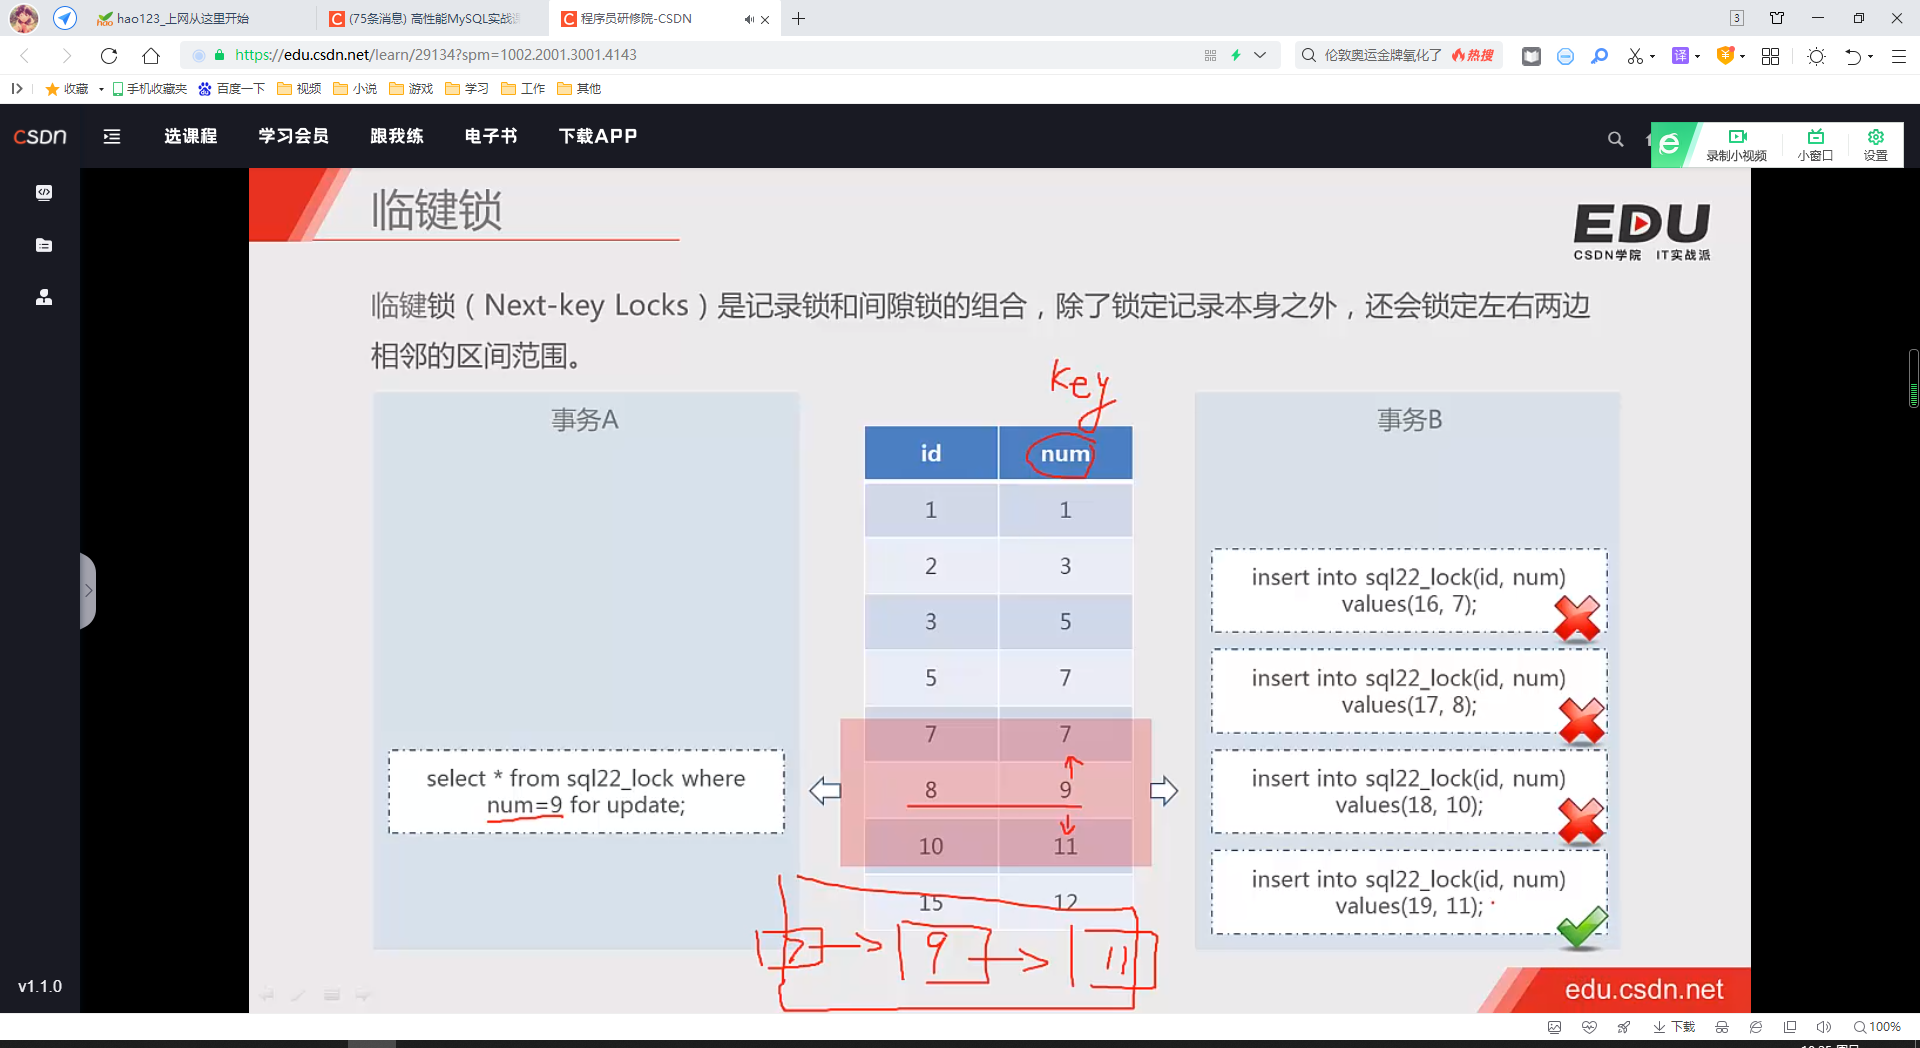 hao123_上网从这里开始
(75条消息) 高性能MySQL实战
程序员研修院-CSDN
3
https://edu.csdn.net/learn/29134?spm=1002.2001.3001.4143
伦敦奥运金牌氧化了
热搜
译
收藏
手机收藏夹
百度一下
视频
小说
游戏
学习
工作
其他
CSDN
选课程
学习会员
跟我练
电子书
下载APP
录制小视频
小窗口
设置
临键锁
EDU
CSDN学院 IT实战派
临键锁（Next-key Locks）是记录锁和间隙锁的组合，除了锁定记录本身之外，还会锁定左右两边
相邻的区间范围。
key
事务A
select * from sql22_lock where
num=9 for update;
id num
1 1
2 3
3 5
5 7
7 7
8 9
10 11
15 12
7 9 11
事务B
insert into sql22_lock(id, num)
values(16, 7);
insert into sql22_lock(id, num)
values(17, 8);
insert into sql22_lock(id, num)
values(18, 10);
insert into sql22_lock(id, num)
values(19, 11);
v1.1.0
edu.csdn.net
下载
100%